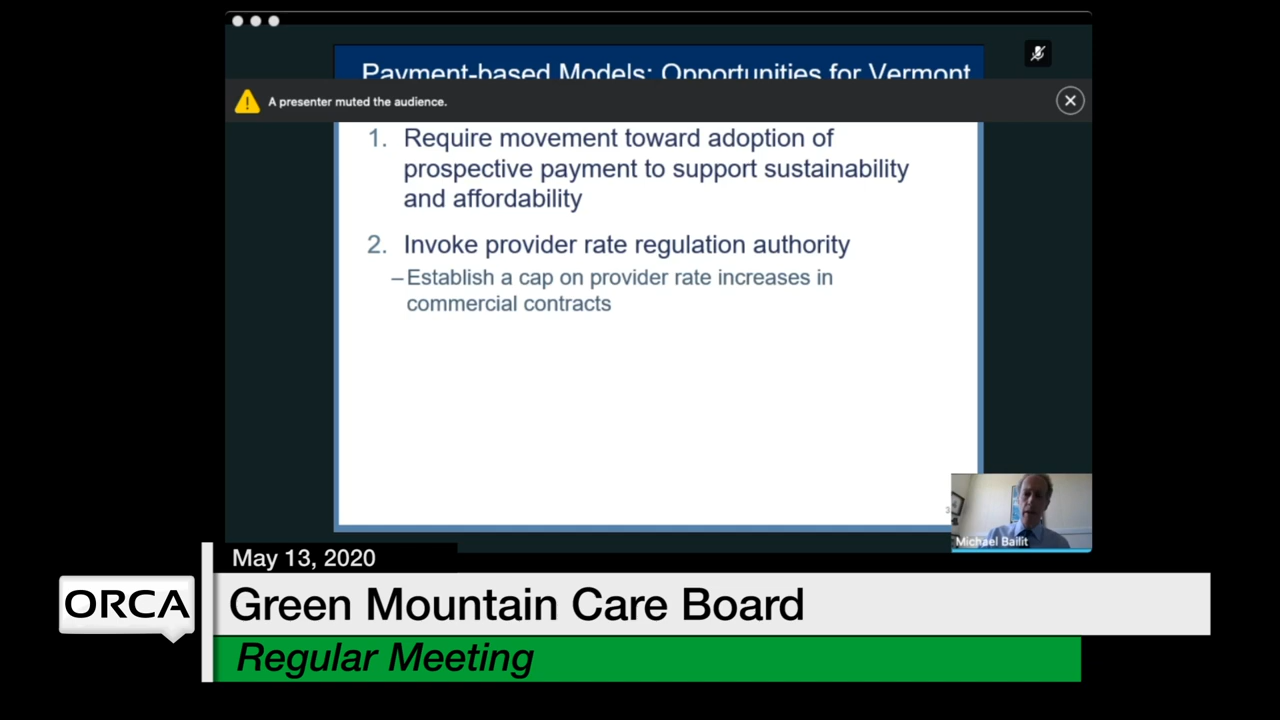 Payment-based Models: Opportunities for Vermont
A presenter muted the audience.
1. Require movement toward adoption of
prospective payment to support sustainability
and affordability
2. Invoke provider rate regulation authority
–Establish a cap on provider rate increases in
commercial contracts
Michael Bailit
May 13, 2020
ORCA
Green Mountain Care Board
Regular Meeting